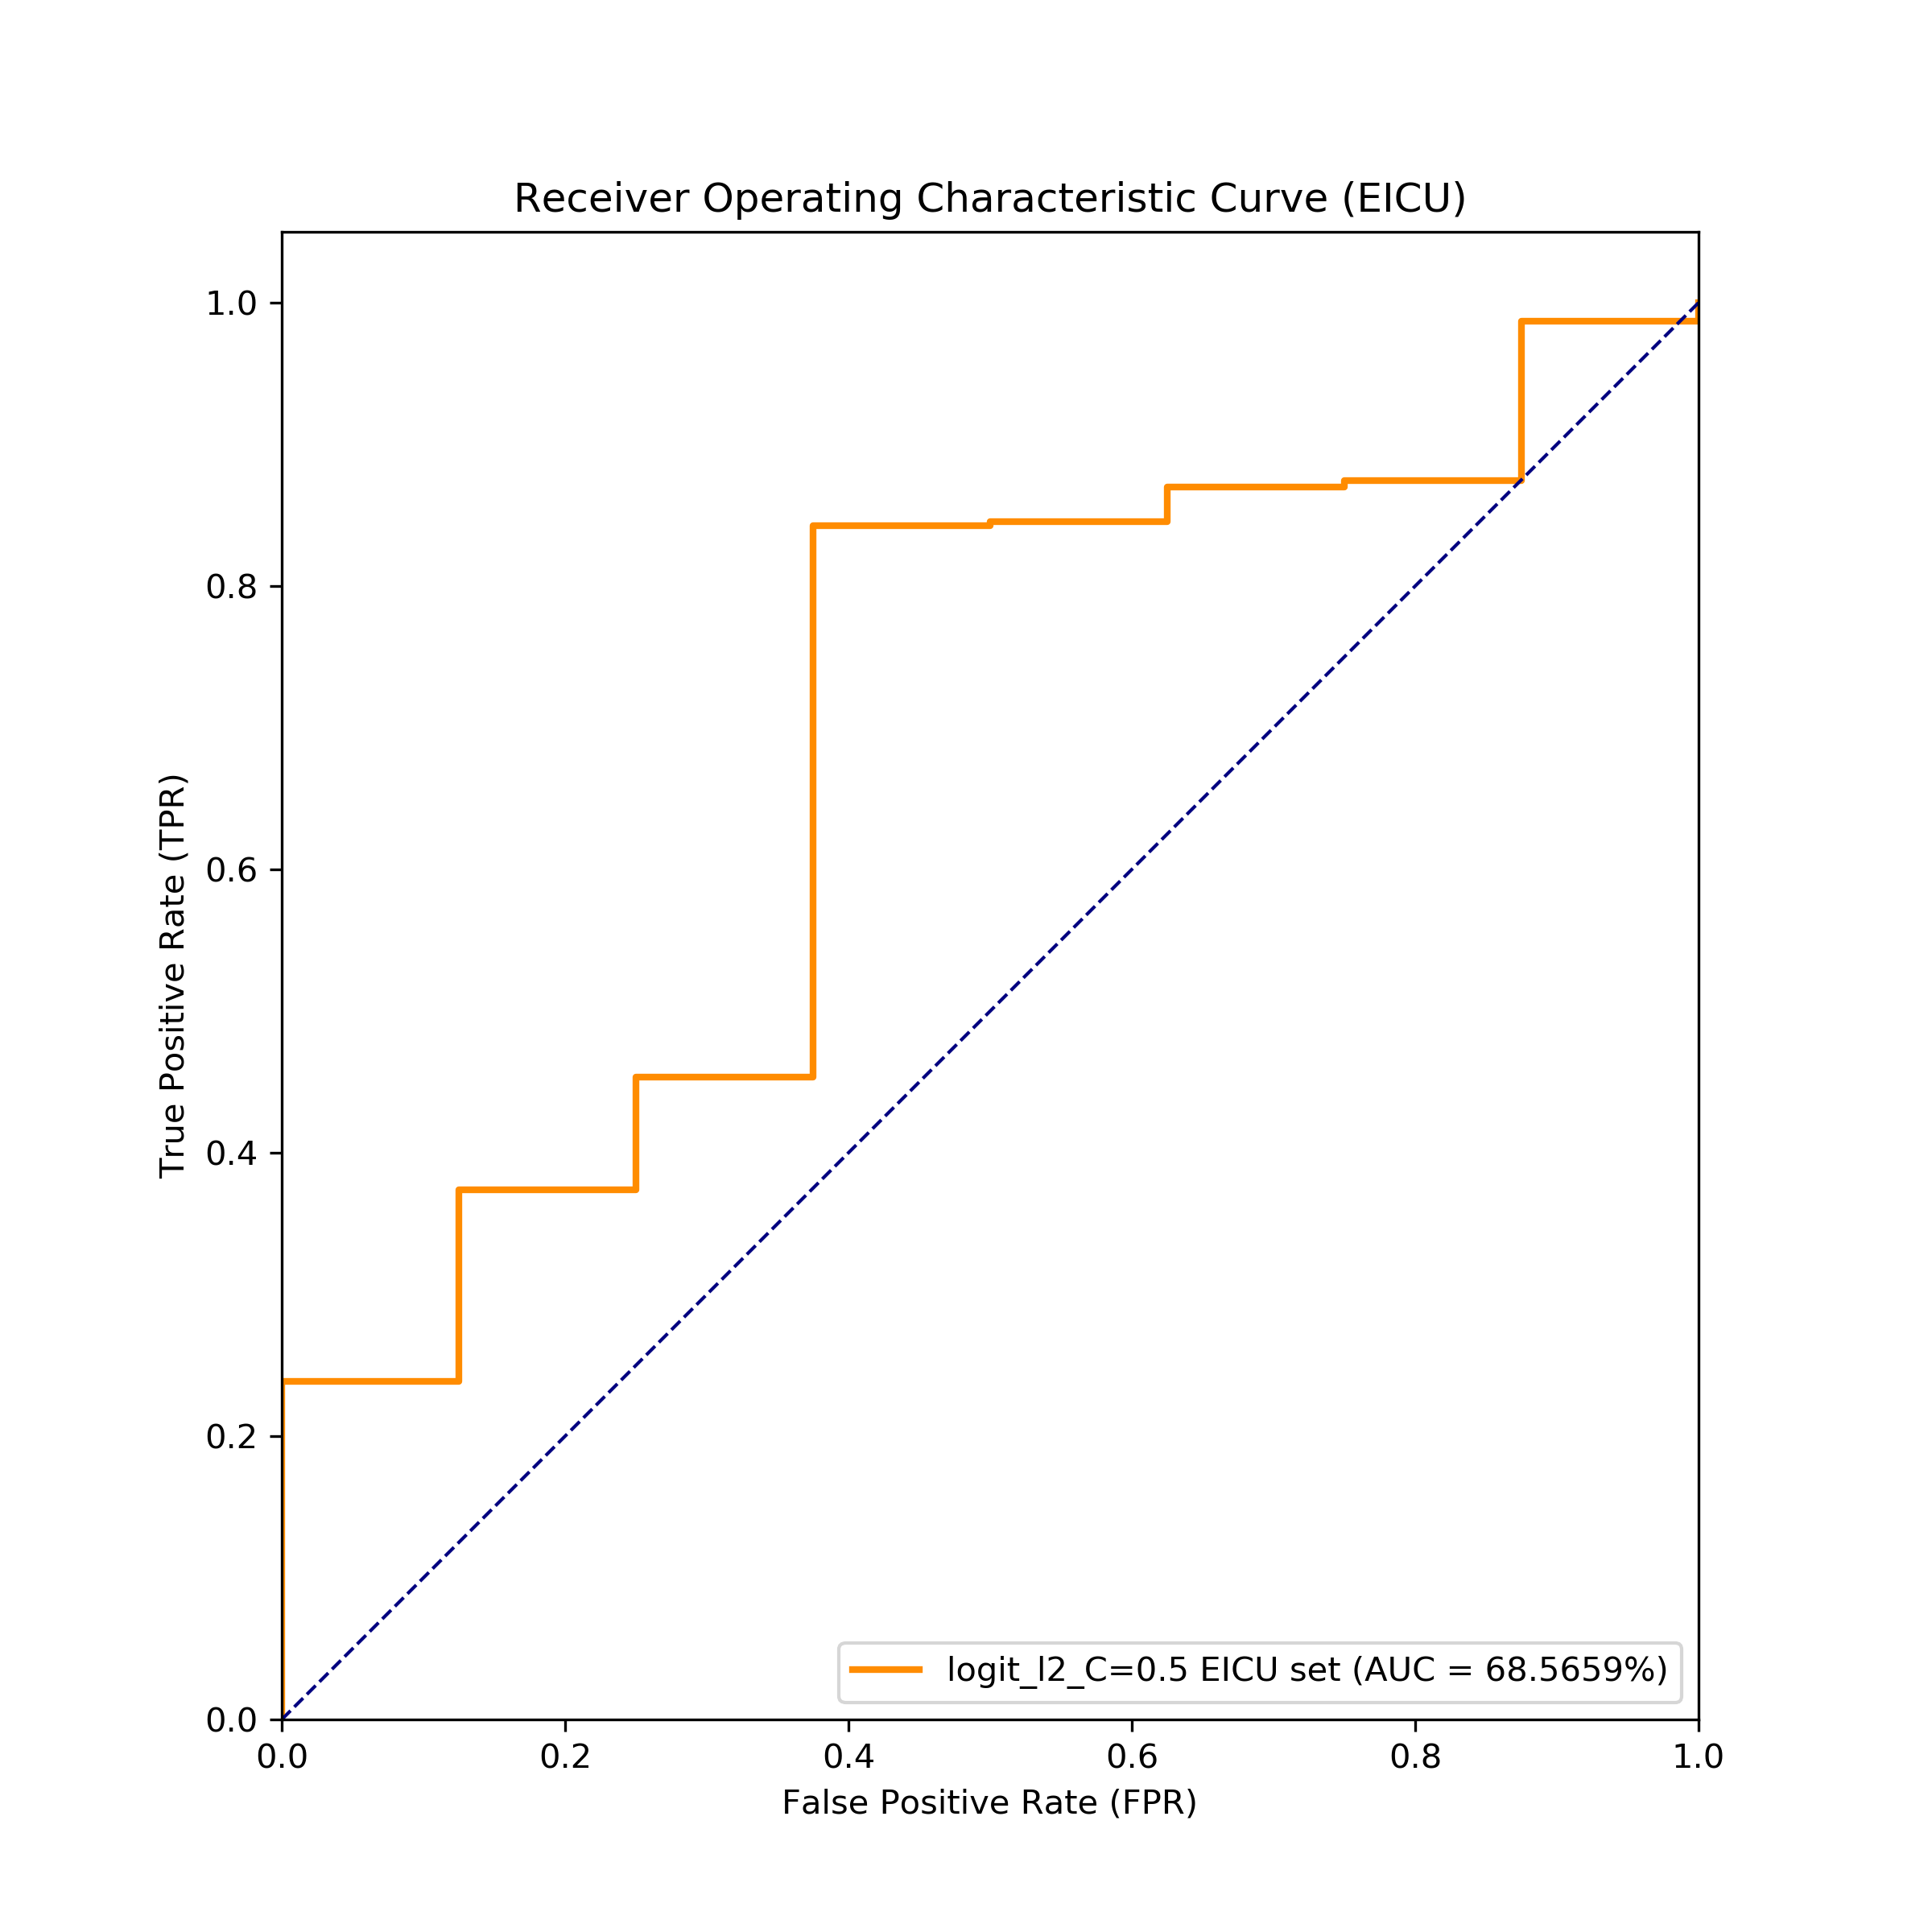 Receiver Operating Characteristic Curve (EICU)
True Positive Rate (TPR)
1.0
0.8
0.6
0.4
0.2
0.0
logit_l2_C=0.5 EICU set (AUC = 68.5659%)
0.0 0.2 0.4 0.6 0.8 1.0
False Positive Rate (FPR)